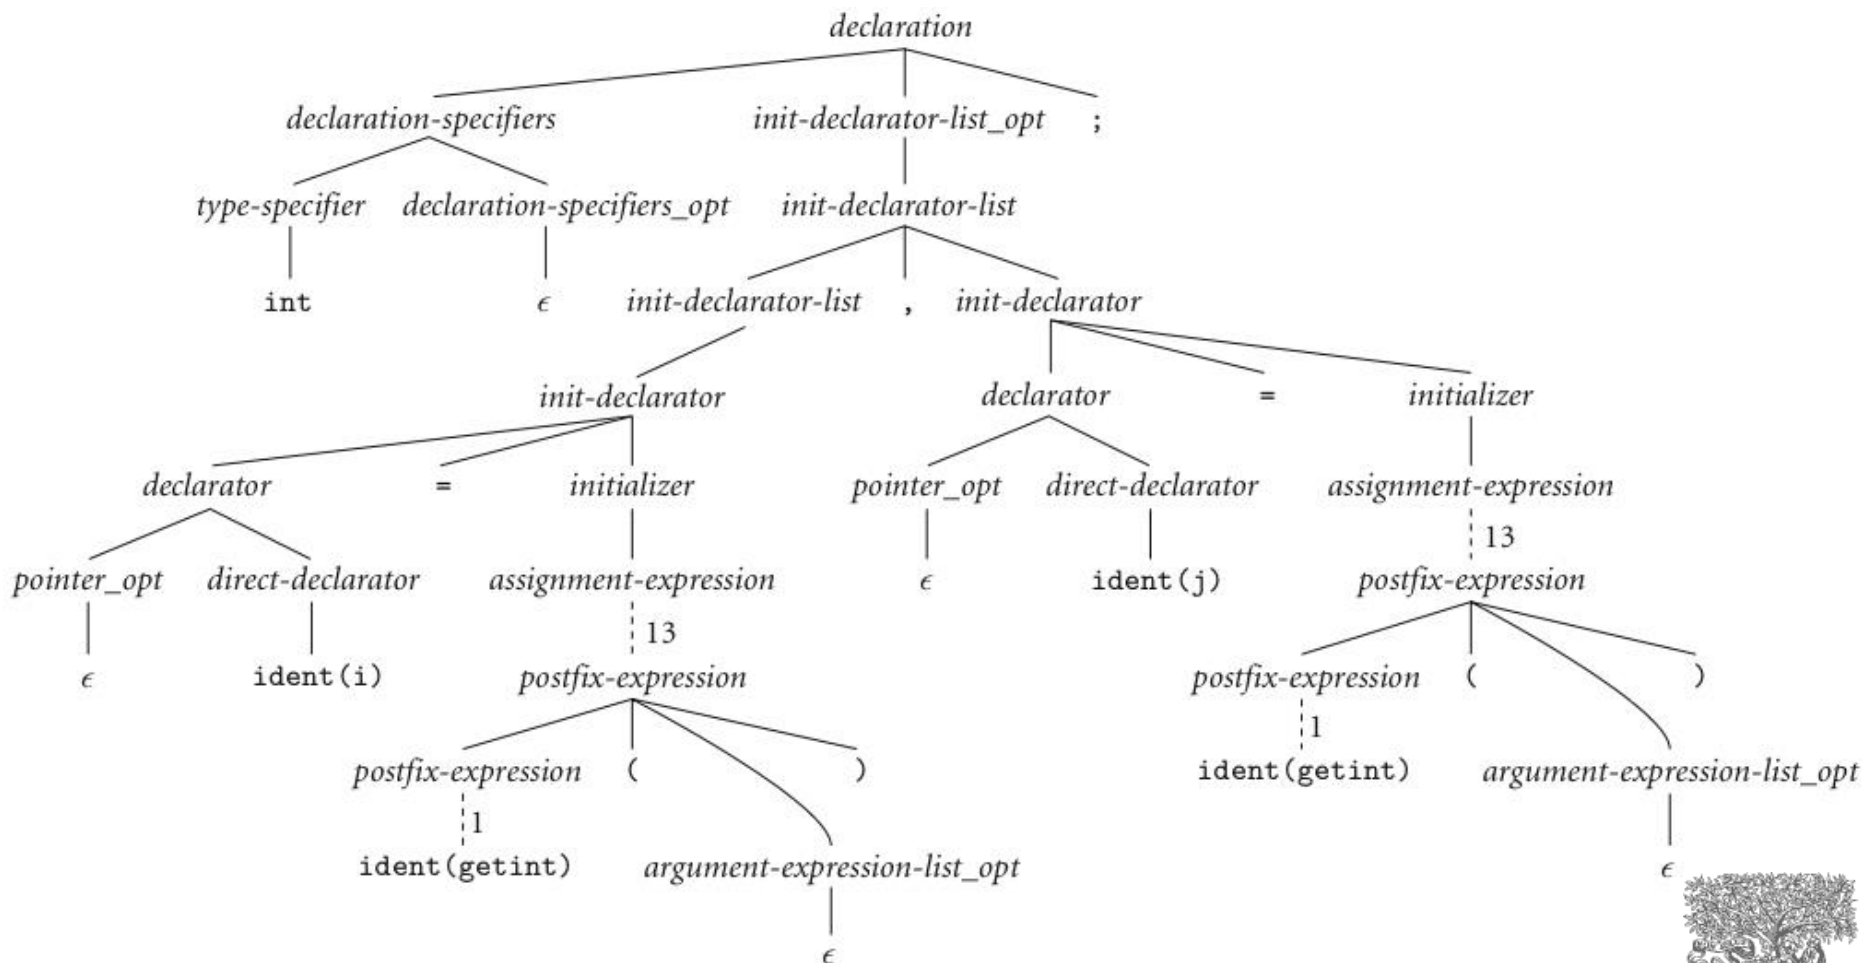 declaration
declaration-specifiers init-declarator-list_opt ;
type-specifier declaration-specifiers_opt init-declarator-list
int ϵ init-declarator-list , init-declarator
init-declarator declarator = initializer
declarator = initializer pointer_opt direct-declarator assignment-expression
13
pointer_opt direct-declarator assignment-expression ϵ ident(j) postfix-expression
13
ϵ ident(i) postfix-expression postfix-expression ( )
1
postfix-expression ( ) ident(getint) argument-expression-list_opt
1
ident(getint) argument-expression-list_opt ϵ
ϵ